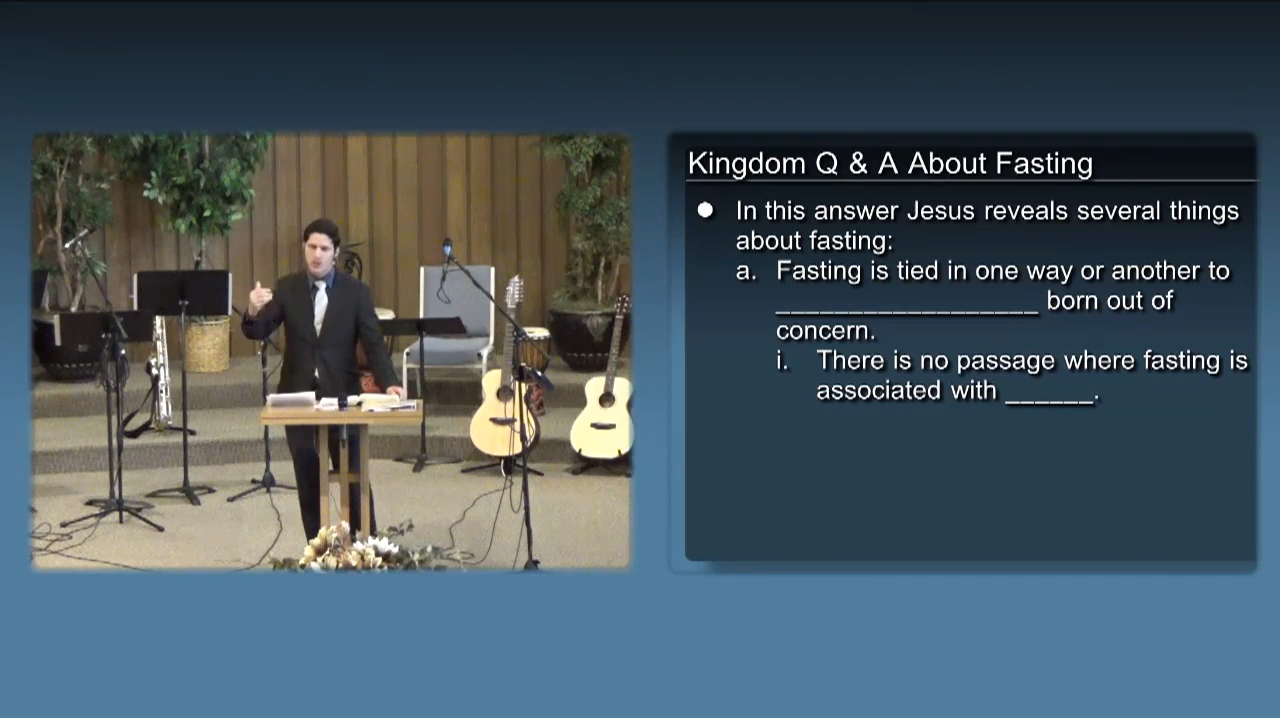 Kingdom Q & A About Fasting
● In this answer Jesus reveals several things
about fasting:
a. Fasting is tied in one way or another to
__________________ born out of
concern.
i. There is no passage where fasting is
associated with ______.